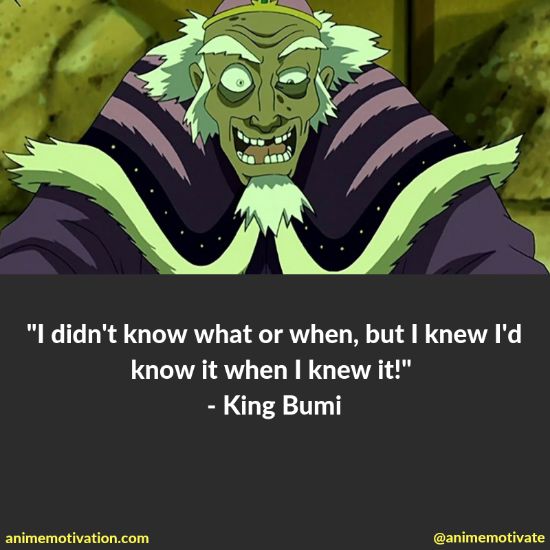 "I didn't know what or when, but I knew I'd
know it when I knew it!"
- King Bumi
animemotivation.com
@animemotivate